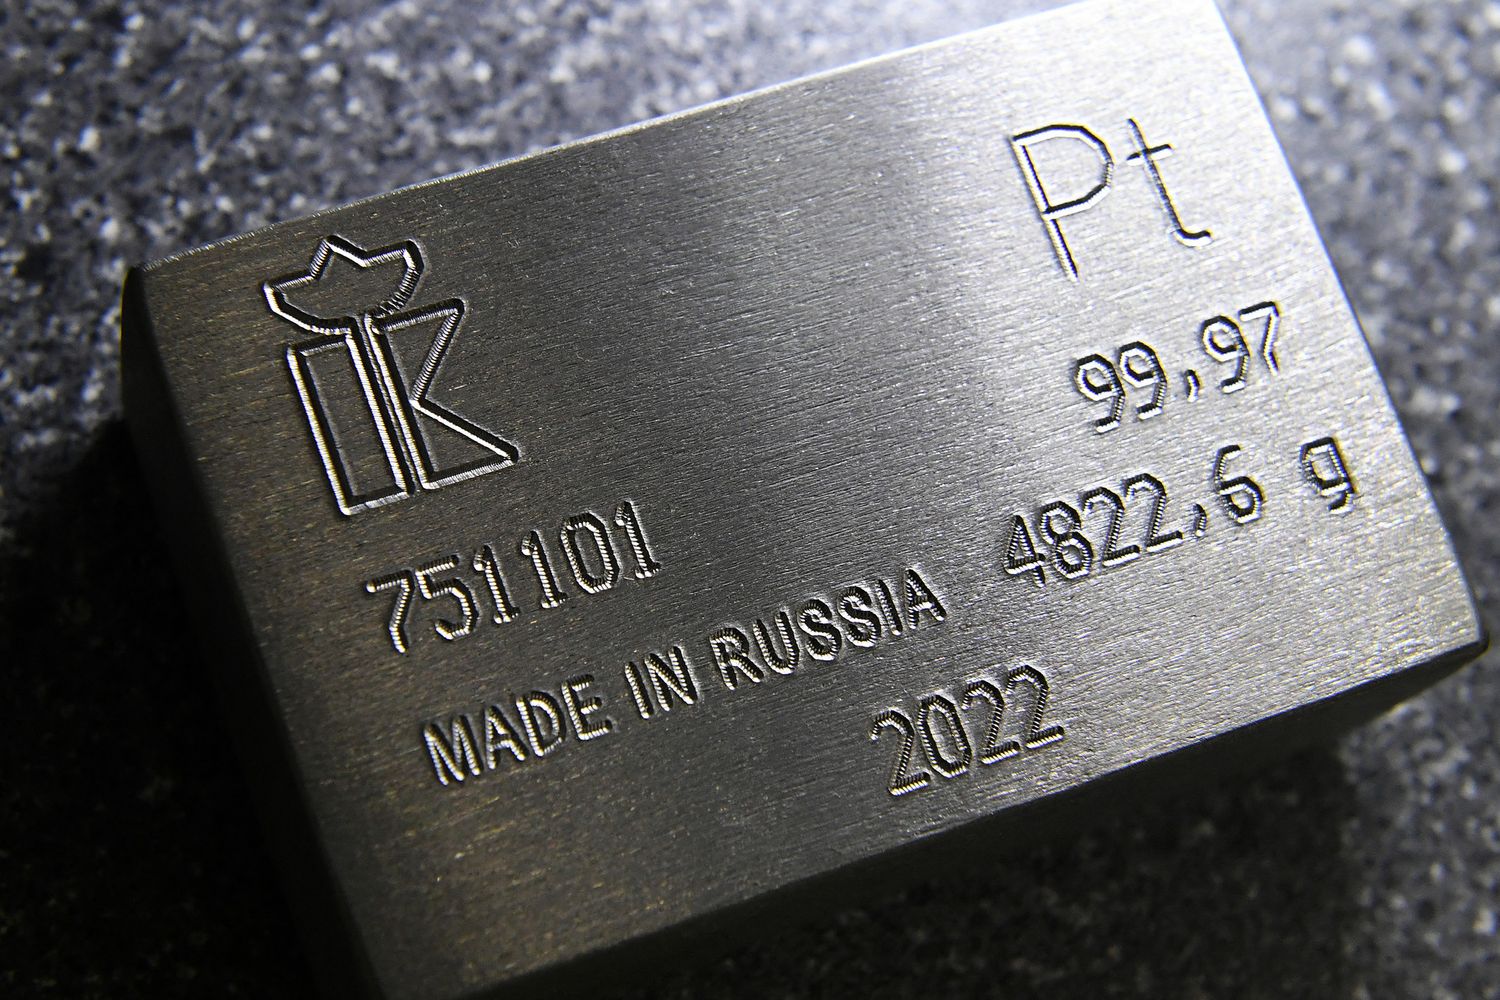 Pt
99,97
K
751101
4822,6 g
MADE IN RUSSIA
2022